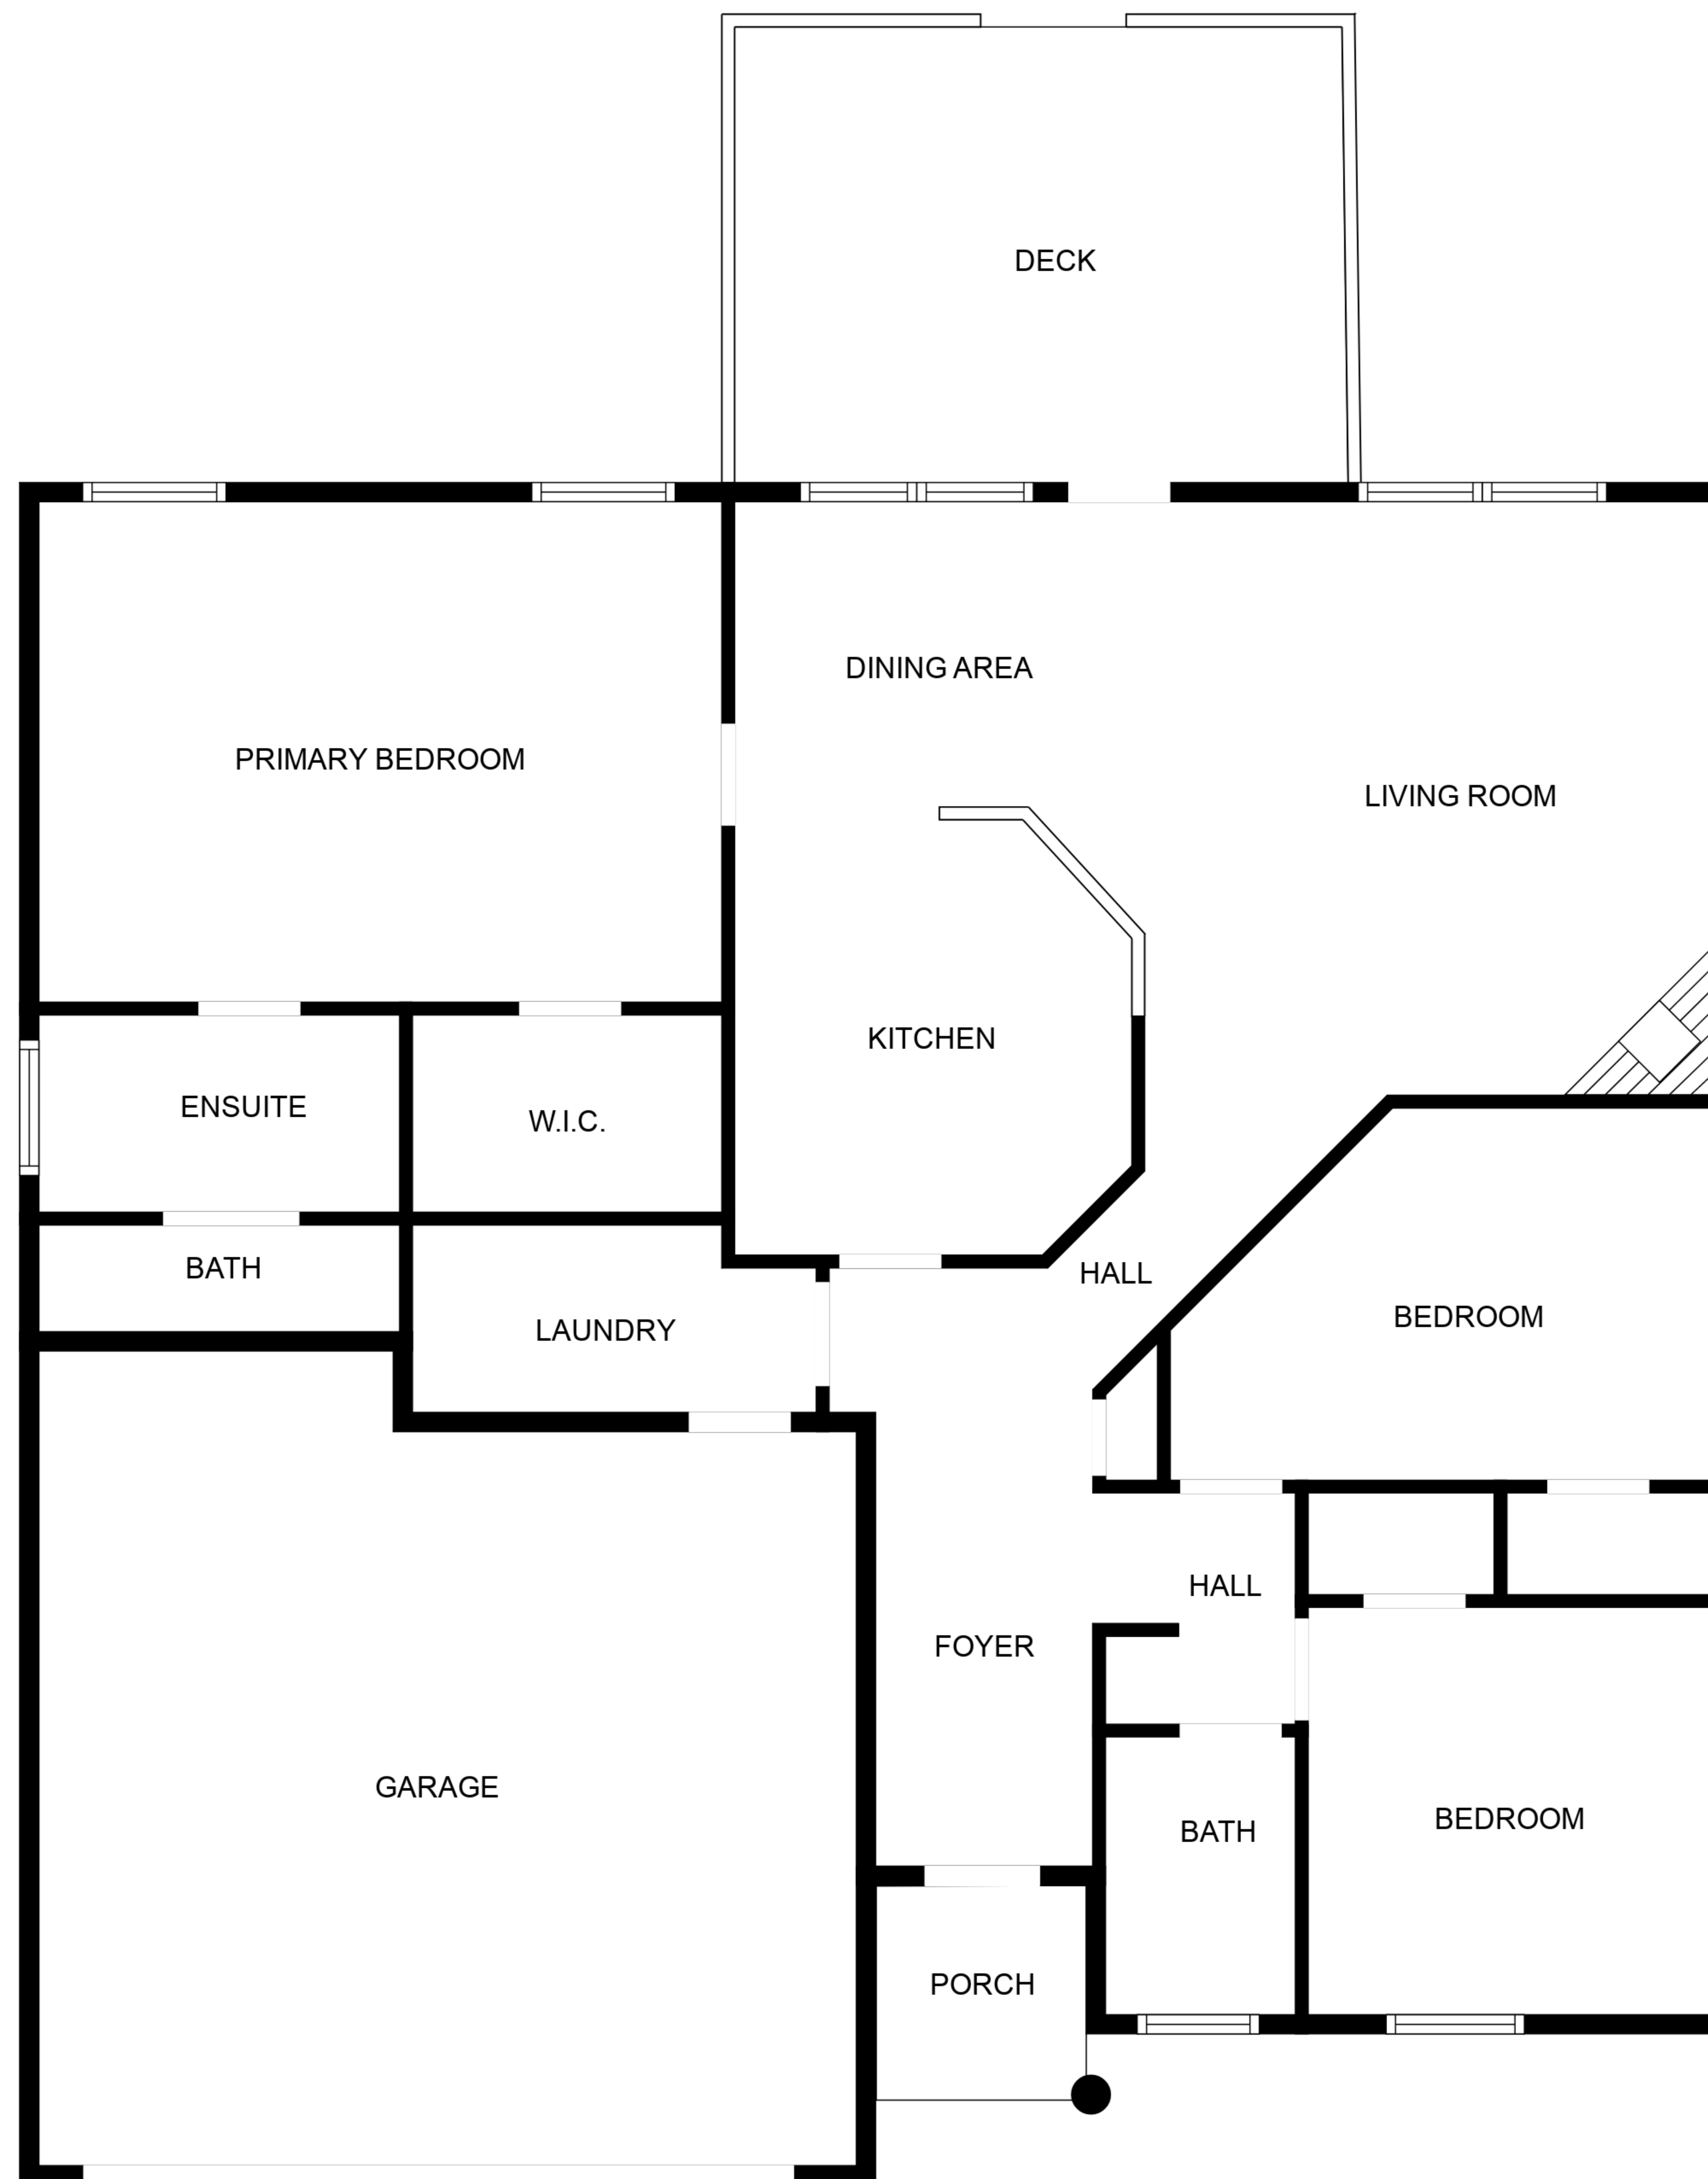 DECK
DINING AREA
PRIMARY BEDROOM
LIVING ROOM
KITCHEN
ENSUITE
W.I.C.
BATH
HALL
LAUNDRY
BEDROOM
HALL
FOYER
GARAGE
BATH
BEDROOM
PORCH